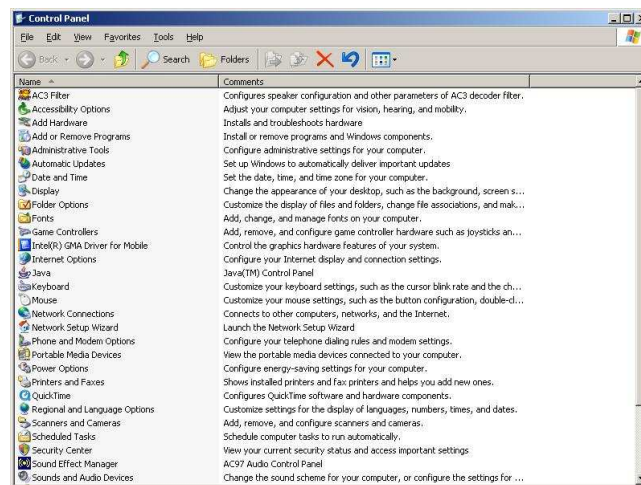 Control Panel
File Edit View Favorites Tools Help
Back Search Folders
Name Comments
AC3 Filter Configures speaker configuration and other parameters of AC3 decoder filter.
Accessibility Options Adjust your computer settings for vision, hearing, and mobility.
Add Hardware Installs and troubleshoots hardware
Add or Remove Programs Install or remove programs and Windows components.
Administrative Tools Configure administrative settings for your computer.
Automatic Updates Set up Windows to automatically deliver important updates
Date and Time Set the date, time, and time zone for your computer.
Display Change the appearance of your desktop, such as the background, screen s...
Folder Options Customize the display of files and folders, change file associations, and mak...
Fonts Add, change, and manage fonts on your computer.
Game Controllers Add, remove, and configure game controller hardware such as joysticks an...
Intel(R) GMA Driver for Mobile Control the graphics hardware features of your system.
Internet Options Configure your Internet display and connection settings.
Java Java(TM) Control Panel
Keyboard Customize your keyboard settings, such as the cursor blink rate and the ch...
Mouse Customize your mouse settings, such as the button configuration, double-cl...
Network Connections Connects to other computers, networks, and the Internet.
Network Setup Wizard Launch the Network Setup Wizard
Phone and Modem Options Configure your telephone dialing rules and modem settings.
Portable Media Devices View the portable media devices connected to your computer.
Power Options Configure energy-saving settings for your computer.
Printers and Faxes Shows installed printers and fax printers and helps you add new ones.
QuickTime Configures QuickTime software and hardware components.
Regional and Language Options Customize settings for the display of languages, numbers, times, and dates.
Scanners and Cameras Add, remove, and configure scanners and cameras.
Scheduled Tasks Schedule computer tasks to run automatically.
Security Center View your current security status and access important settings
Sound Effect Manager AC97 Audio Control Panel
Sounds and Audio Devices Change the sound scheme for your computer, or configure the settings for ...